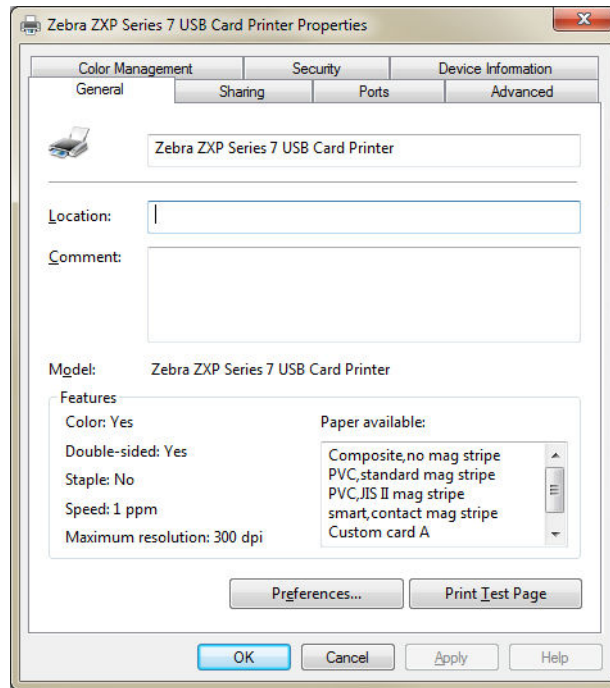 Zebra ZXP Series 7 USB Card Printer Properties
Color Management Security Device Information
General Sharing Ports Advanced
Zebra ZXP Series 7 USB Card Printer
Location:
Comment:
Model: Zebra ZXP Series 7 USB Card Printer
Features
Color: Yes
Double-sided: Yes
Staple: No
Speed: 1 ppm
Maximum resolution: 300 dpi
Paper available:
Composite,no mag stripe
PVC,standard mag stripe
PVC,JIS II mag stripe
smart,contact mag stripe
Custom card A
Preferences... Print Test Page
OK Cancel Apply Help